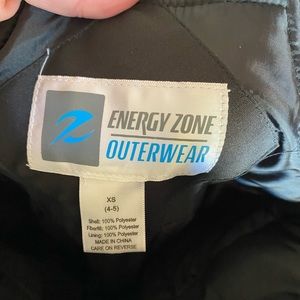 ENERGY ZONE
OUTERWEAR
XS
(4-5)
Shell: 100% Polyester
Fiberfill: 100% Polyester
Lining: 100% Polyester
MADE IN CHINA
CARE ON REVERSE